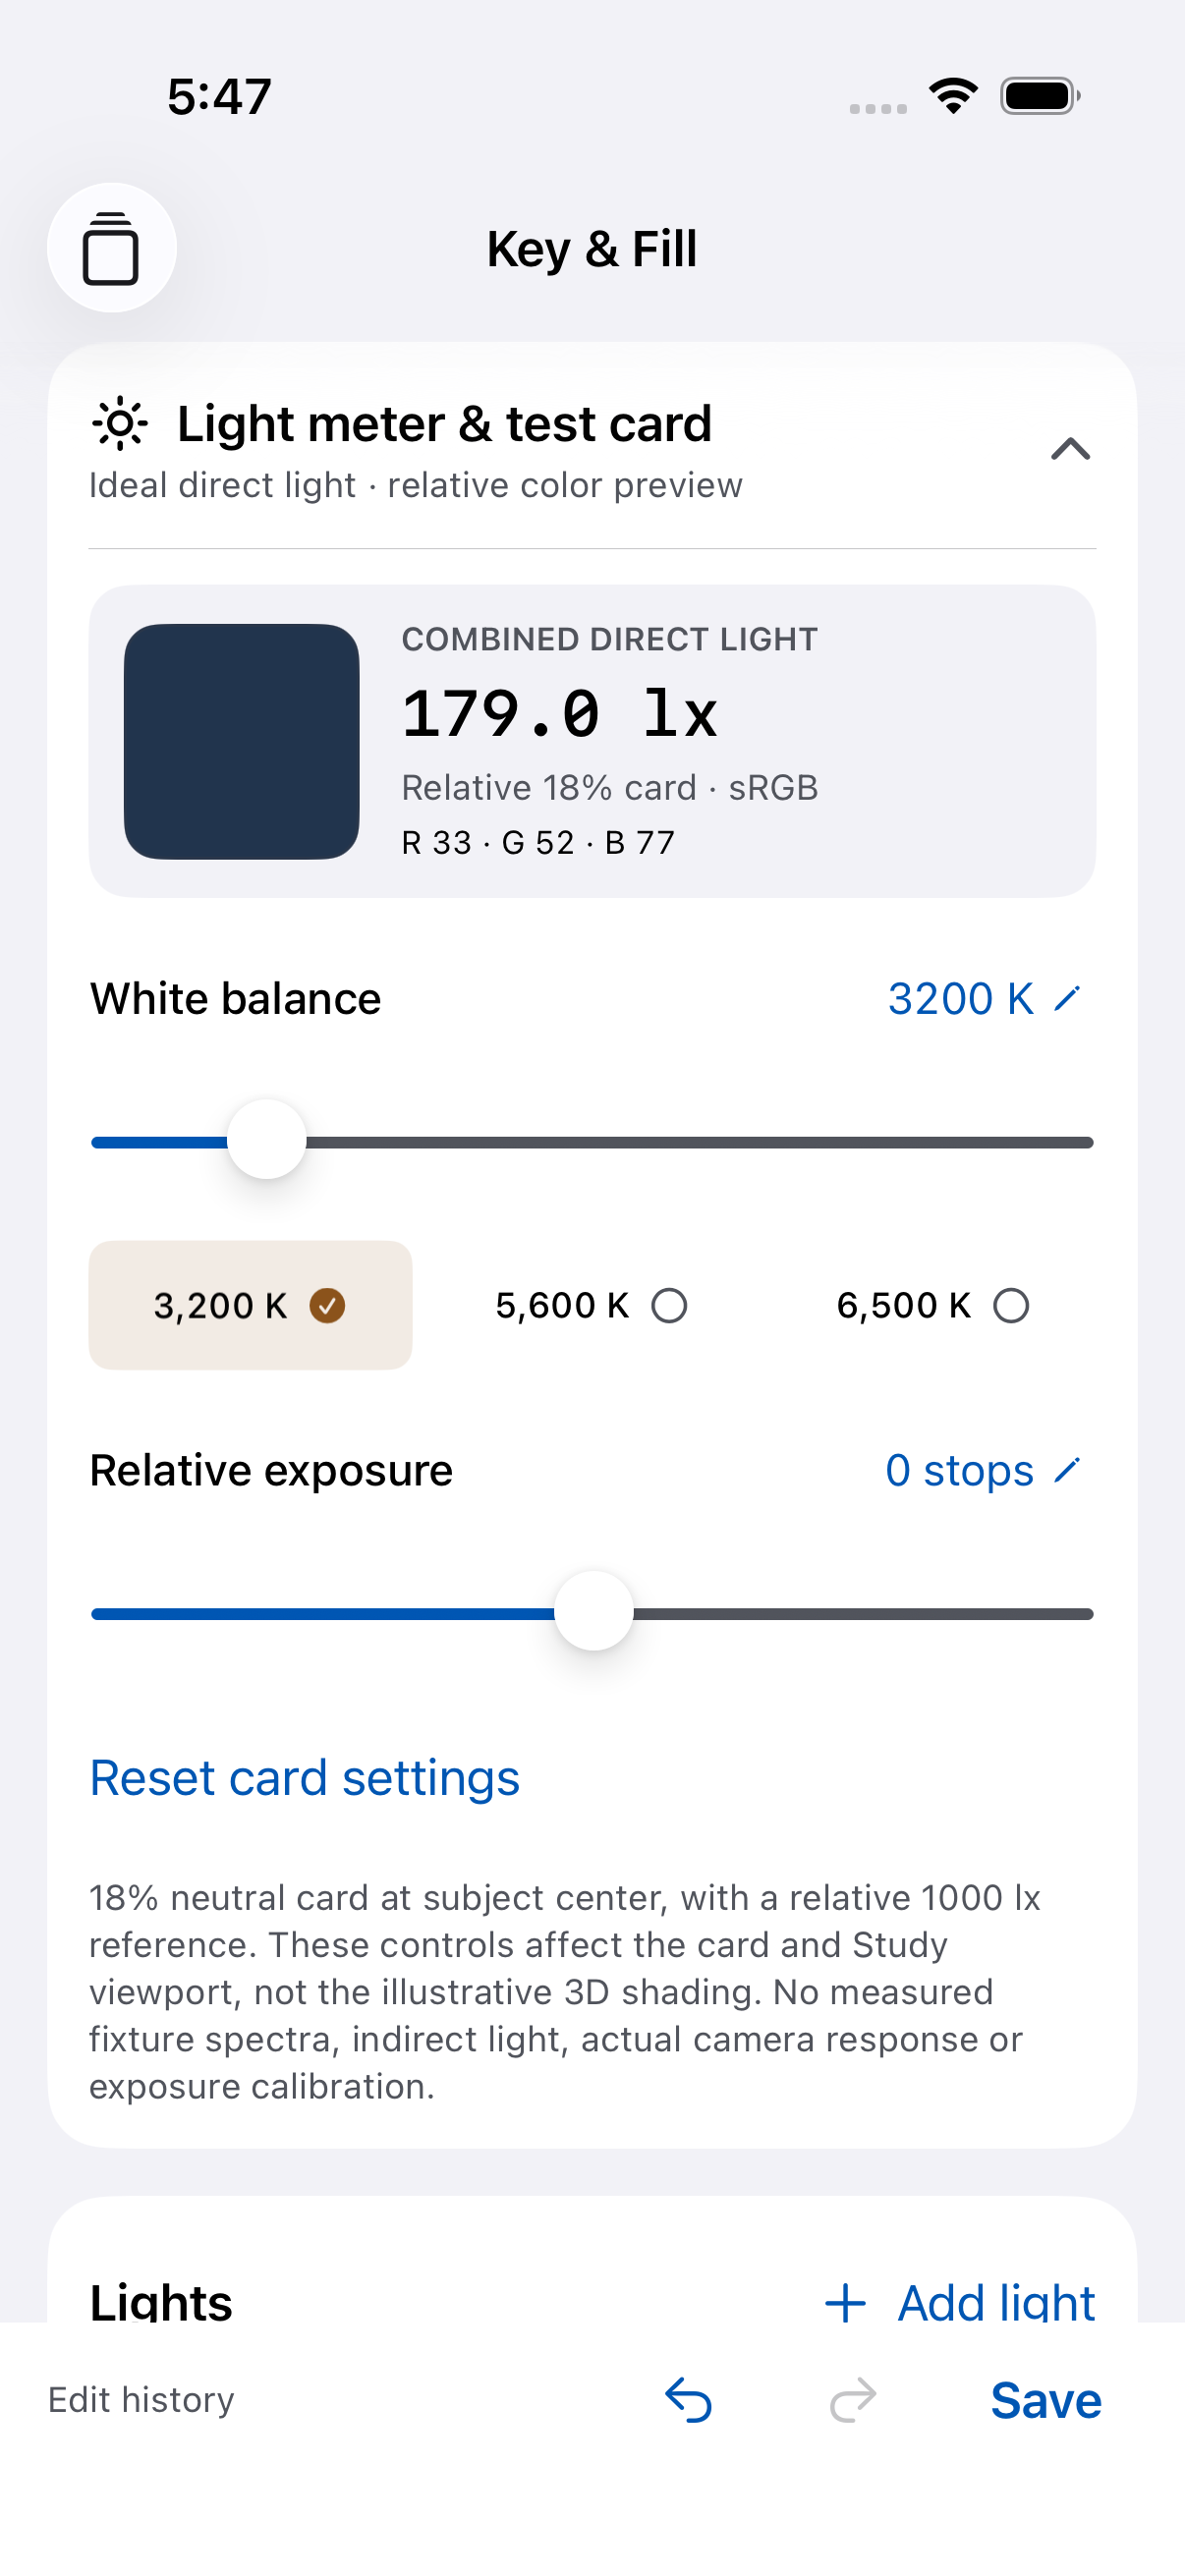 5:47
Key & Fill
Light meter & test card
Ideal direct light · relative color preview
COMBINED DIRECT LIGHT
179.0 lx
Relative 18% card · sRGB
R 33 · G 52 · B 77
White balance
3200 K
3,200 K
5,600 K
6,500 K
Relative exposure
0 stops
Reset card settings
18% neutral card at subject center, with a relative 1000 lx
reference. These controls affect the card and Study
viewport, not the illustrative 3D shading. No measured
fixture spectra, indirect light, actual camera response or
exposure calibration.
Lights
Add light
Edit history
Save